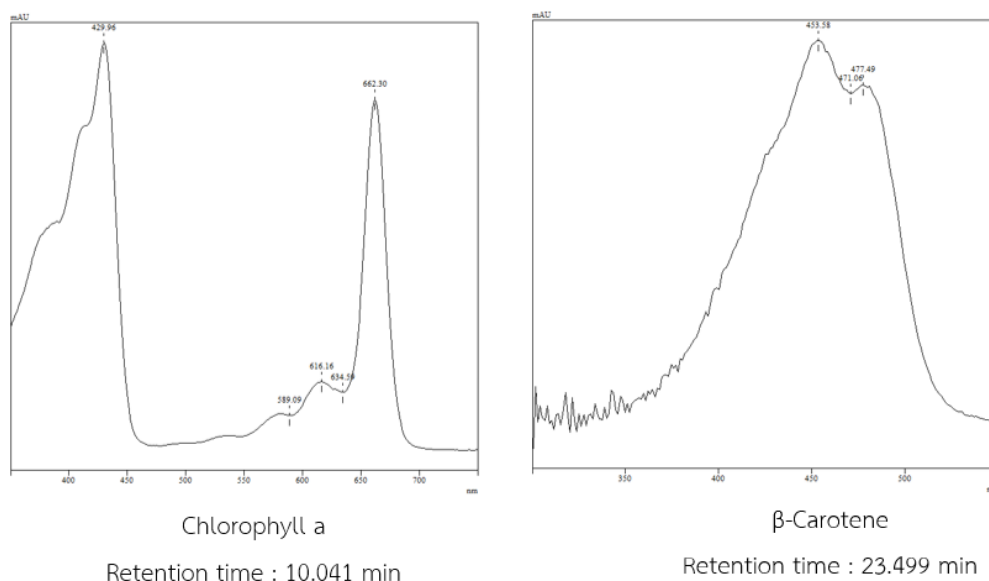 mAU
429.96
662.30
616.16
634.59
589.09
400
450
500
550
600
650
700
nm
Chlorophyll a
Retention time : 10.041 min
mAU
453.58
477.49
471.06
350
400
450
500
β-Carotene
Retention time : 23.499 min